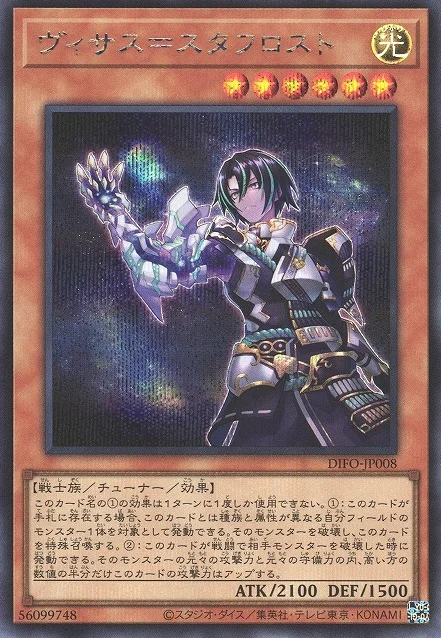 ヴィサス=スタフロスト
光
DIFO-JP008
【戦士族/チューナー/効果】
このカード名の①の効果は1ターンに1度しか使用できない。①:このカードが
手札に存在する場合、このカードとは種族と属性が異なる自分フィールドの
モンスター1体を対象として発動できる。そのモンスターを破壊し、このカード
を特殊召喚する。②:このカードが戦闘で相手モンスターを破壊した時に
発動できる。そのモンスターの元々の攻撃力と元々の守備力の内、高い方の
数値の半分だけこのカードの攻撃力はアップする。
ATK/2100 DEF/1500
56099748
©スタジオ・ダイス/集英社・テレビ東京・KONAMI